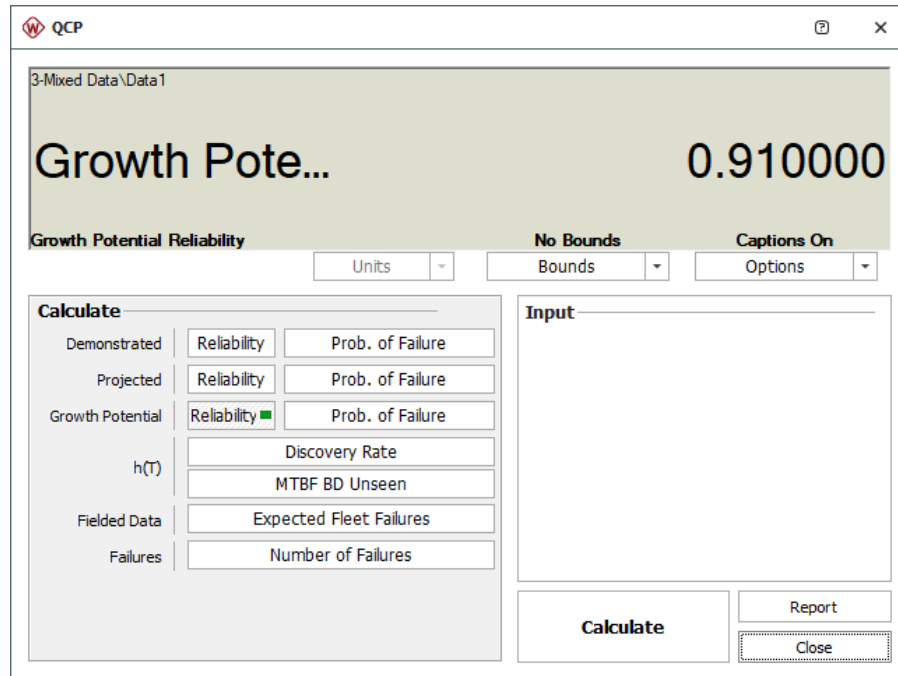 QCP
3-Mixed Data\Data1
Growth Pote... 0.910000
Growth Potential Reliability No Bounds Captions On
Units Bounds Options
Calculate
Demonstrated Reliability Prob. of Failure
Projected Reliability Prob. of Failure
Growth Potential Reliability Prob. of Failure
h(T) Discovery Rate
MTBF BD Unseen
Fielded Data Expected Fleet Failures
Failures Number of Failures
Input
Calculate
Report
Close